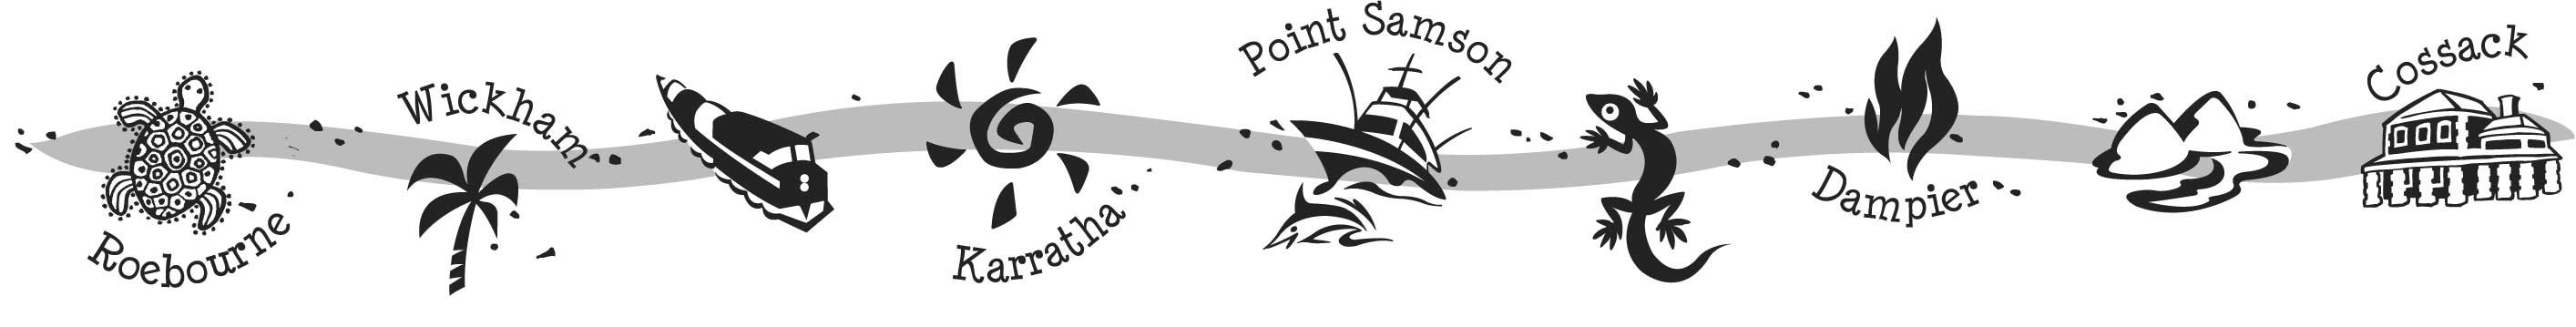 Roebourne
Wickham
Karratha
Point Samson
Dampier
Cossack